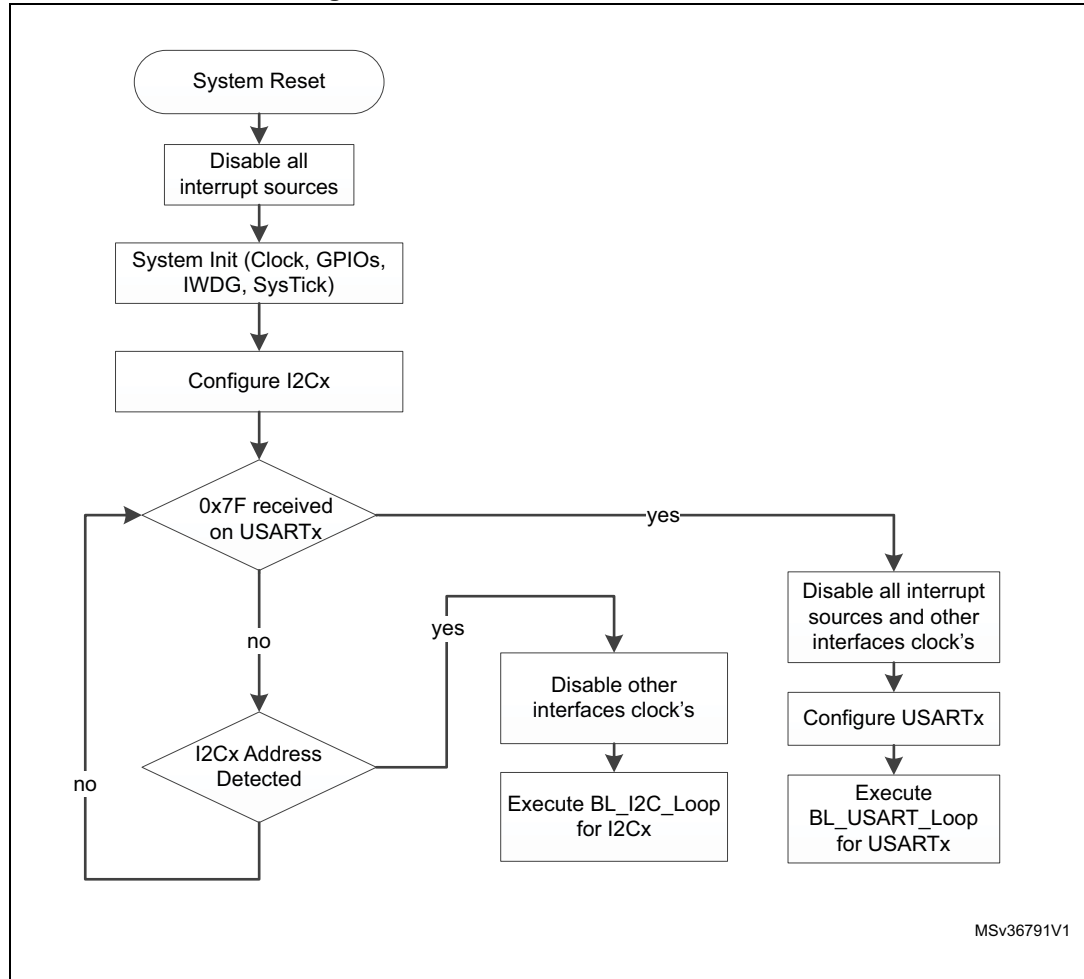 System Reset
Disable all
interrupt sources
System Init (Clock, GPIOs,
IWDG, SysTick)
Configure I2Cx
0x7F received
on USARTx
yes
no
Disable all interrupt
sources and other
interfaces clock's
yes
Disable other
interfaces clock's
Configure USARTx
I2Cx Address
Detected
no
Execute BL_I2C_Loop
for I2Cx
Execute
BL_USART_Loop
for USARTx
MSv36791V1